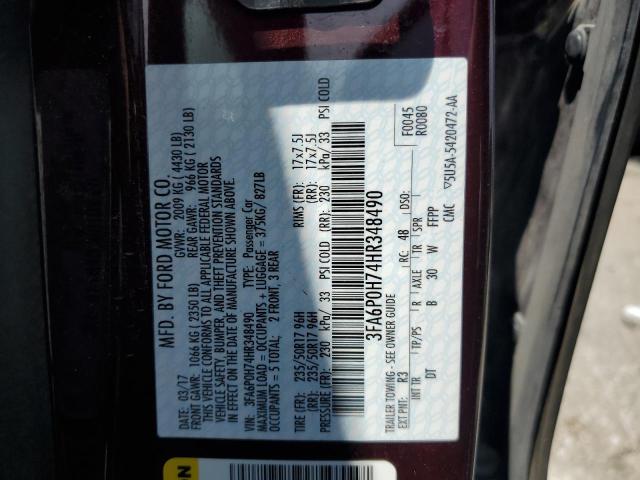 MFD. BY FORD MOTOR CO.
DATE: 03/17 GVWR: 2009 KG ( 4430 LB)
FRONT GAWR: 1066 KG ( 2350 LB) REAR GAWR: 966 KG ( 2130 LB)
THIS VEHICLE CONFORMS TO ALL APPLICABLE FEDERAL MOTOR
VEHICLE SAFETY, BUMPER, AND THEFT PREVENTION STANDARDS
IN EFFECT ON THE DATE OF MANUFACTURE SHOWN ABOVE.
VIN: 3FA6P0H74HR348490 TYPE: Passenger Car
MAXIMUM LOAD = OCCUPANTS + LUGGAGE = 375KG/ 827LB
OCCUPANTS = 5 TOTAL; 2 FRONT, 3 REAR
TIRE (FR): 235/50R17 96H RIMS (FR): 17x7.5J
(RR): 235/50R17 96H (RR): 17x7.5J
PRESSURE (FR): 230 kPa/ 33 PSI COLD (RR): 230 kPa/ 33 PSI COLD
3FA6P0H74HR348490
F0045
R0080
TRAILER TOWING - SEE OWNER GUIDE
EXT PNT: R3 RC: 48 DSO:
INT TR TP/PS R AXLE TR SPR
DT B 30 W FFPP
CMC ▽5U5A-5420472-AA
ON